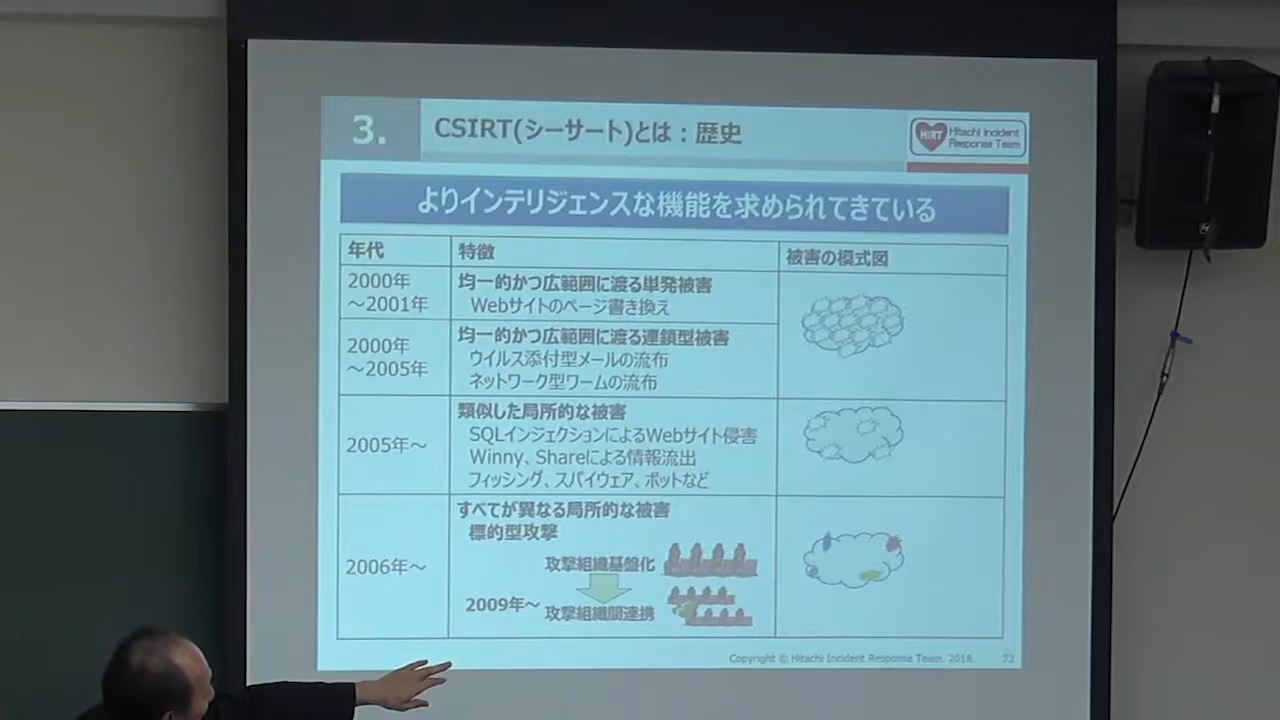 3.
CSIRT(シーサート)とは：歴史
HIRT
Hitachi Incident
Response Team
よりインテリジェンスな機能を求められてきている
年代
特徴
被害の模式図
2000年
～2001年
均一的かつ広範囲に渡る単発被害
Webサイトのページ書き換え
2000年
～2005年
均一的かつ広範囲に渡る連鎖型被害
ウイルス添付型メールの流布
ネットワーク型ワームの流布
2005年～
類似した局所的な被害
SQLインジェクションによるWebサイト侵害
Winny、Shareによる情報流出
フィッシング、スパイウェア、ボットなど
2006年～
すべてが異なる局所的な被害
標的型攻撃
攻撃組織基盤化
2009年～
攻撃組織間連携
Copyright © Hitachi Incident Response Team. 2016
72